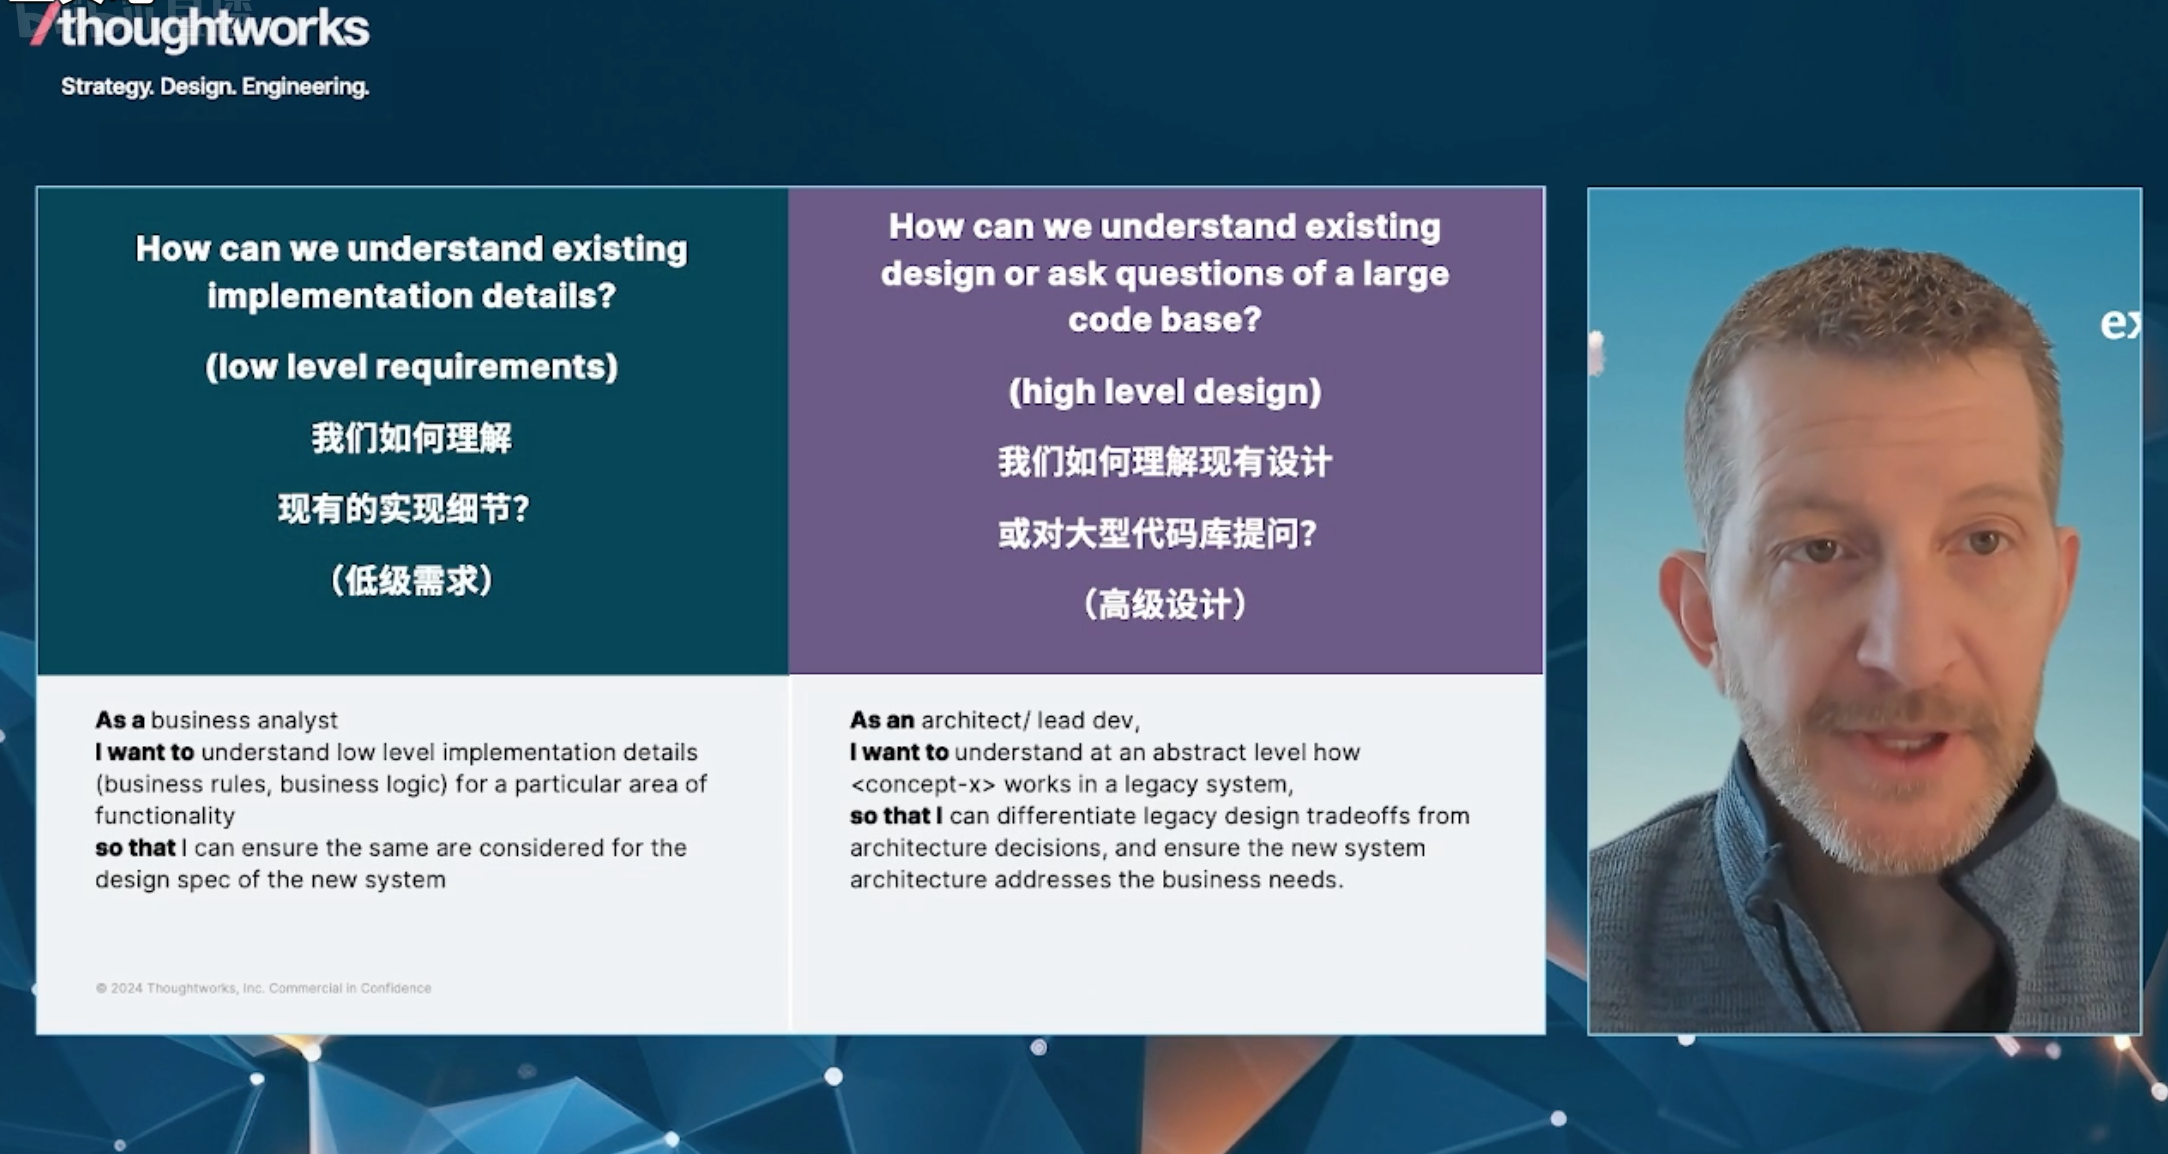 thoughtworks
Strategy. Design. Engineering.
How can we understand existing
implementation details?
(low level requirements)
我们如何理解
现有的实现细节？
（低级需求）
As a business analyst
I want to understand low level implementation details
(business rules, business logic) for a particular area of
functionality
so that I can ensure the same are considered for the
design spec of the new system
© 2024 Thoughtworks, Inc. Commercial in Confidence
How can we understand existing
design or ask questions of a large
code base?
(high level design)
我们如何理解现有设计
或对大型代码库提问？
（高级设计）
As an architect/ lead dev,
I want to understand at an abstract level how
<concept-x> works in a legacy system,
so that I can differentiate legacy design tradeoffs from
architecture decisions, and ensure the new system
architecture addresses the business needs.